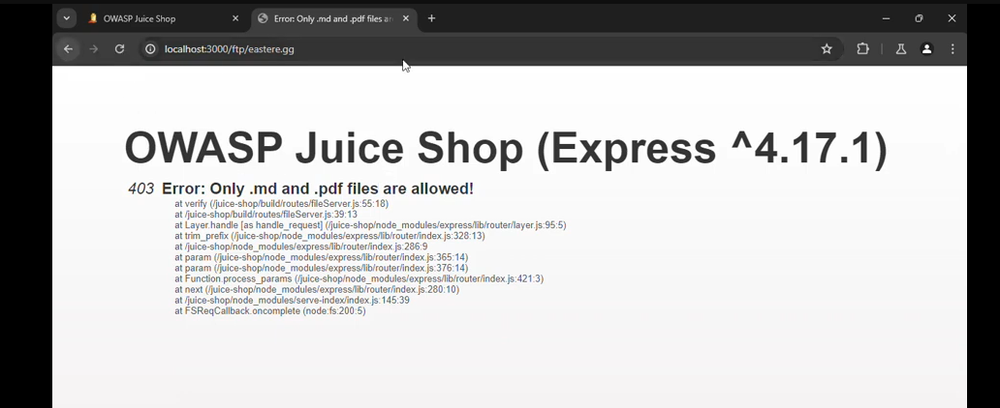 OWASP Juice Shop
Error: Only .md and .pdf files ar
localhost:3000/ftp/eastere.gg
OWASP Juice Shop (Express ^4.17.1)
403 Error: Only .md and .pdf files are allowed!
at verify (/juice-shop/build/routes/fileServer.js:55:18)
at /juice-shop/build/routes/fileServer.js:39:13
at Layer.handle [as handle_request] (/juice-shop/node_modules/express/lib/router/layer.js:95:5)
at trim_prefix (/juice-shop/node_modules/express/lib/router/index.js:328:13)
at /juice-shop/node_modules/express/lib/router/index.js:286:9
at param (/juice-shop/node_modules/express/lib/router/index.js:365:14)
at param (/juice-shop/node_modules/express/lib/router/index.js:376:14)
at Function.process_params (/juice-shop/node_modules/express/lib/router/index.js:421:3)
at next (/juice-shop/node_modules/express/lib/router/index.js:280:10)
at /juice-shop/node_modules/serve-index/index.js:145:39
at FSReqCallback.oncomplete (node:fs:200:5)